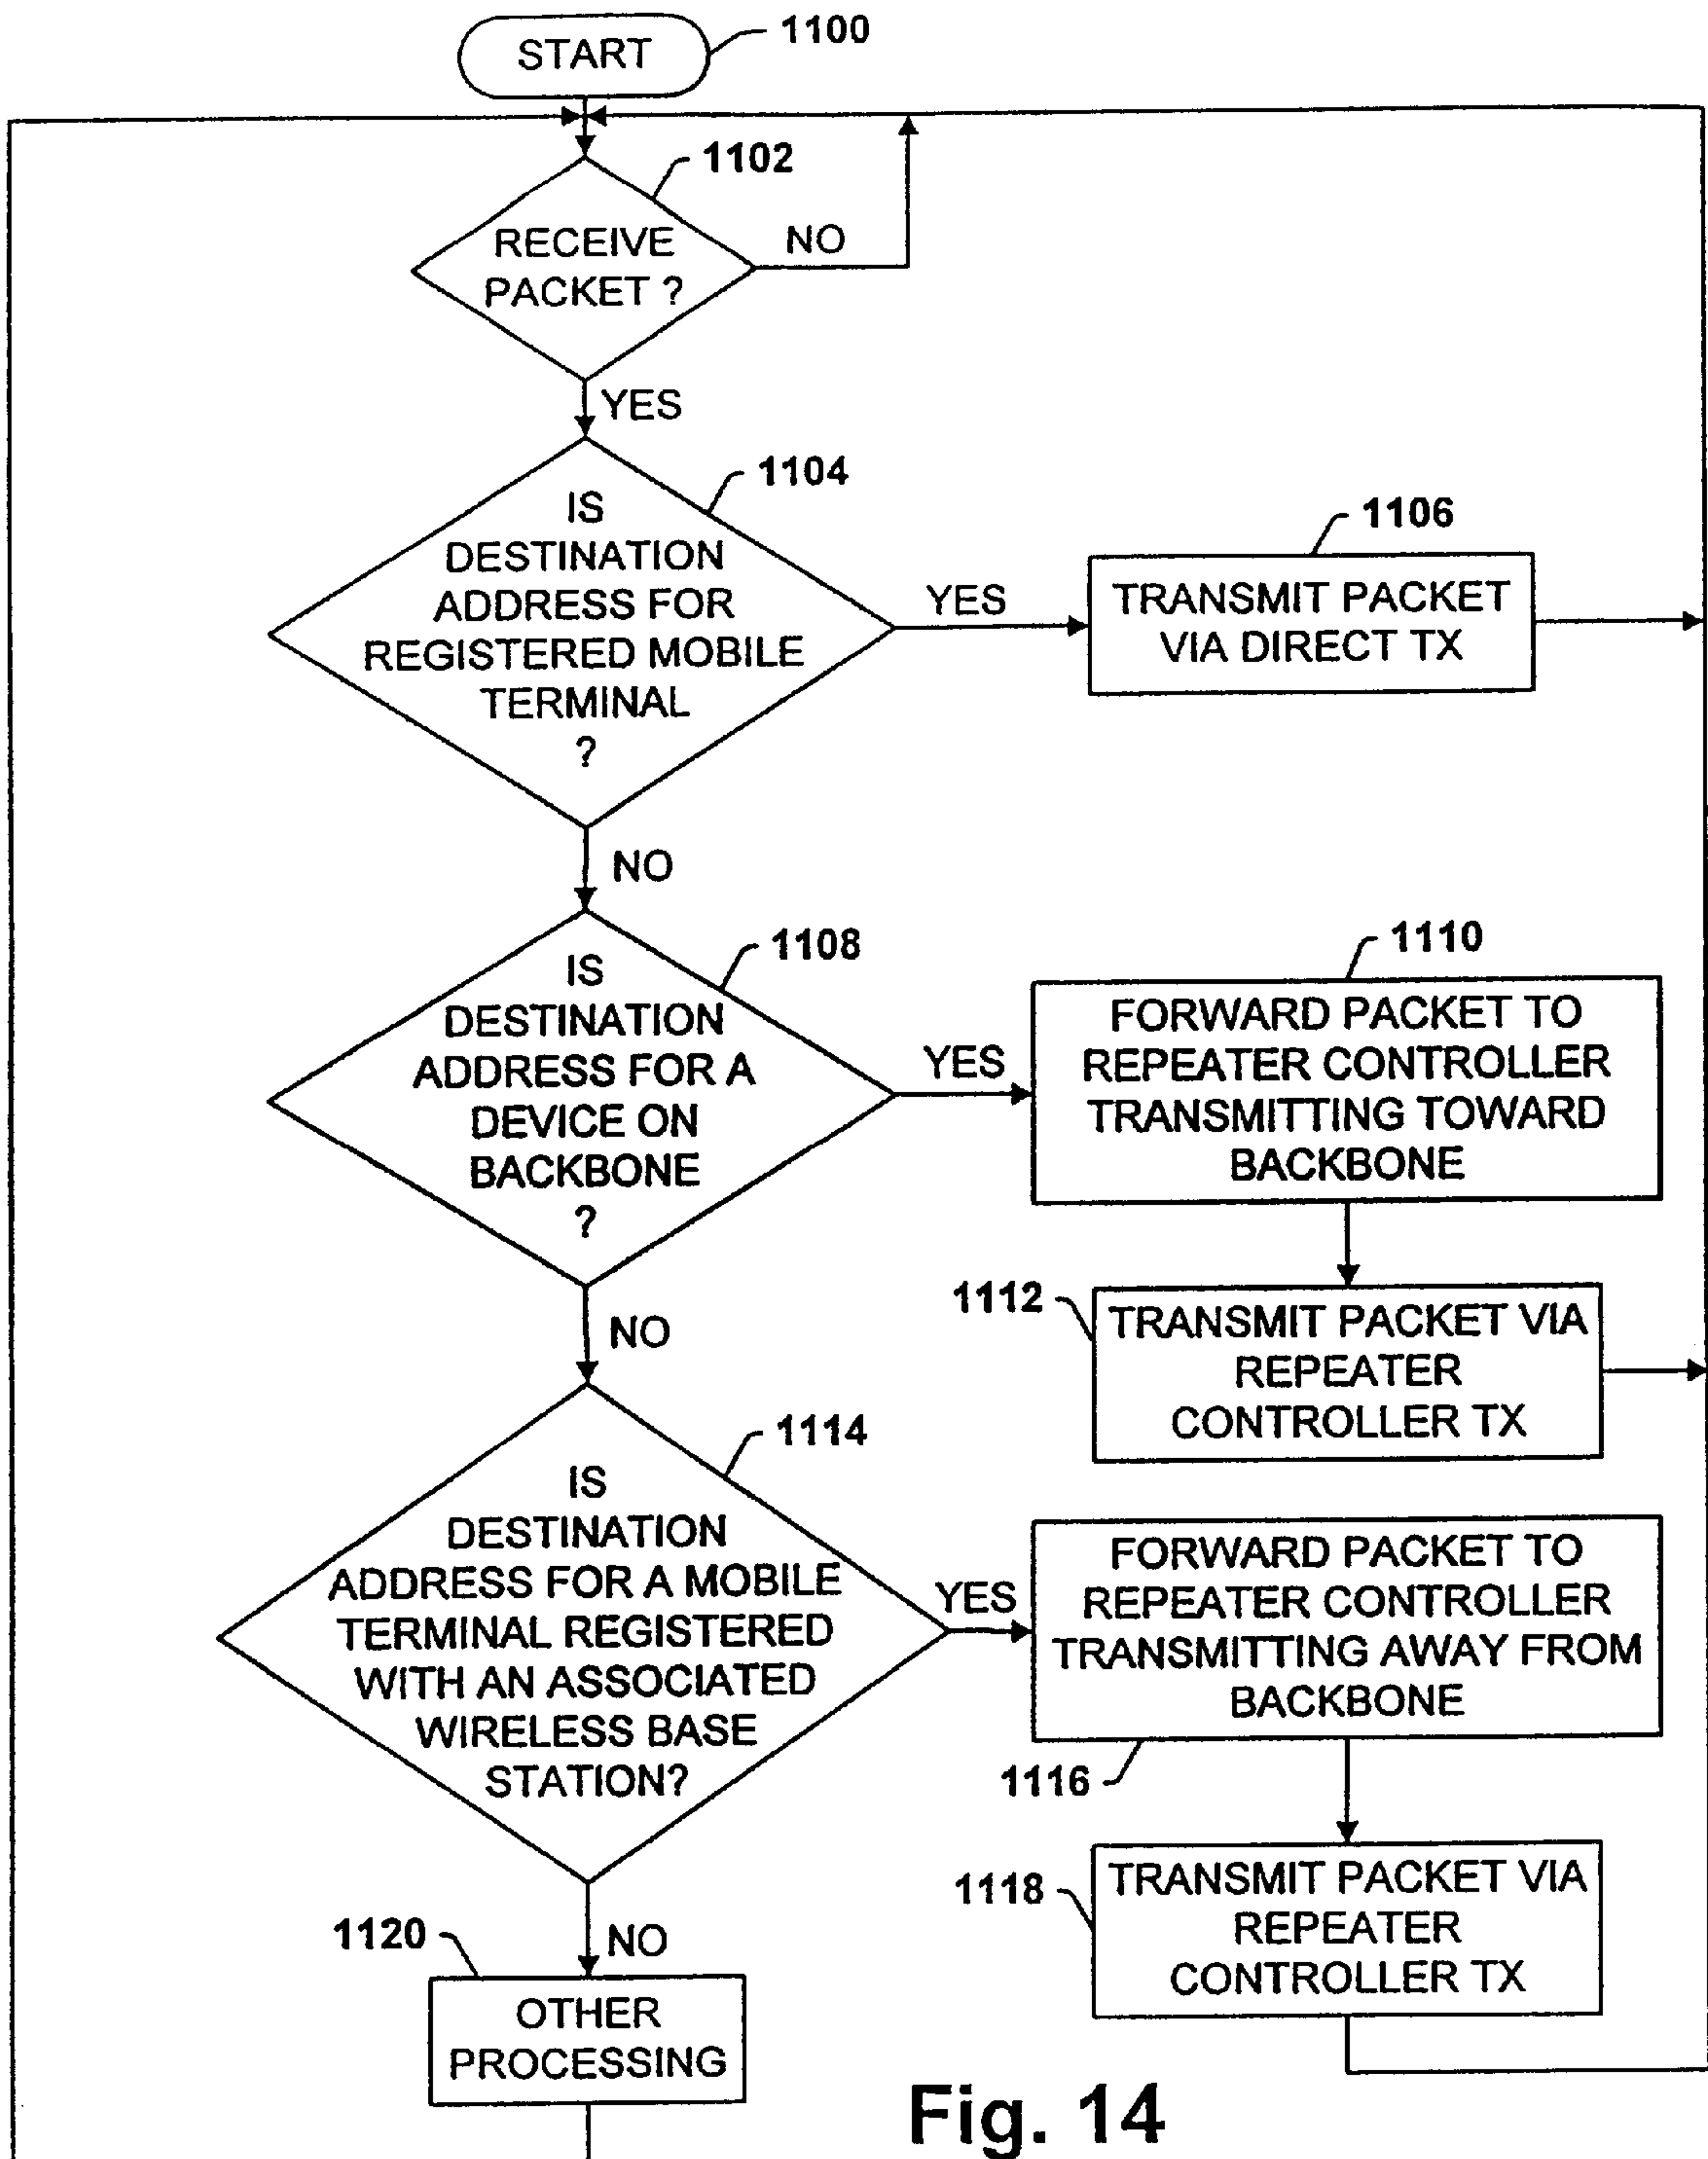 START
1100
1102
RECEIVE
PACKET ?
NO
YES
1104
IS
DESTINATION
ADDRESS FOR
REGISTERED MOBILE
TERMINAL
?
YES
1106
TRANSMIT PACKET
VIA DIRECT TX
NO
1108
IS
DESTINATION
ADDRESS FOR A
DEVICE ON
BACKBONE
?
YES
1110
FORWARD PACKET TO
REPEATER CONTROLLER
TRANSMITTING TOWARD
BACKBONE
1112
TRANSMIT PACKET VIA
REPEATER
CONTROLLER TX
NO
1114
IS
DESTINATION
ADDRESS FOR A MOBILE
TERMINAL REGISTERED
WITH AN ASSOCIATED
WIRELESS BASE
STATION?
YES
FORWARD PACKET TO
REPEATER CONTROLLER
TRANSMITTING AWAY FROM
BACKBONE
1116
1118
TRANSMIT PACKET VIA
REPEATER
CONTROLLER TX
NO
1120
OTHER
PROCESSING
Fig. 14